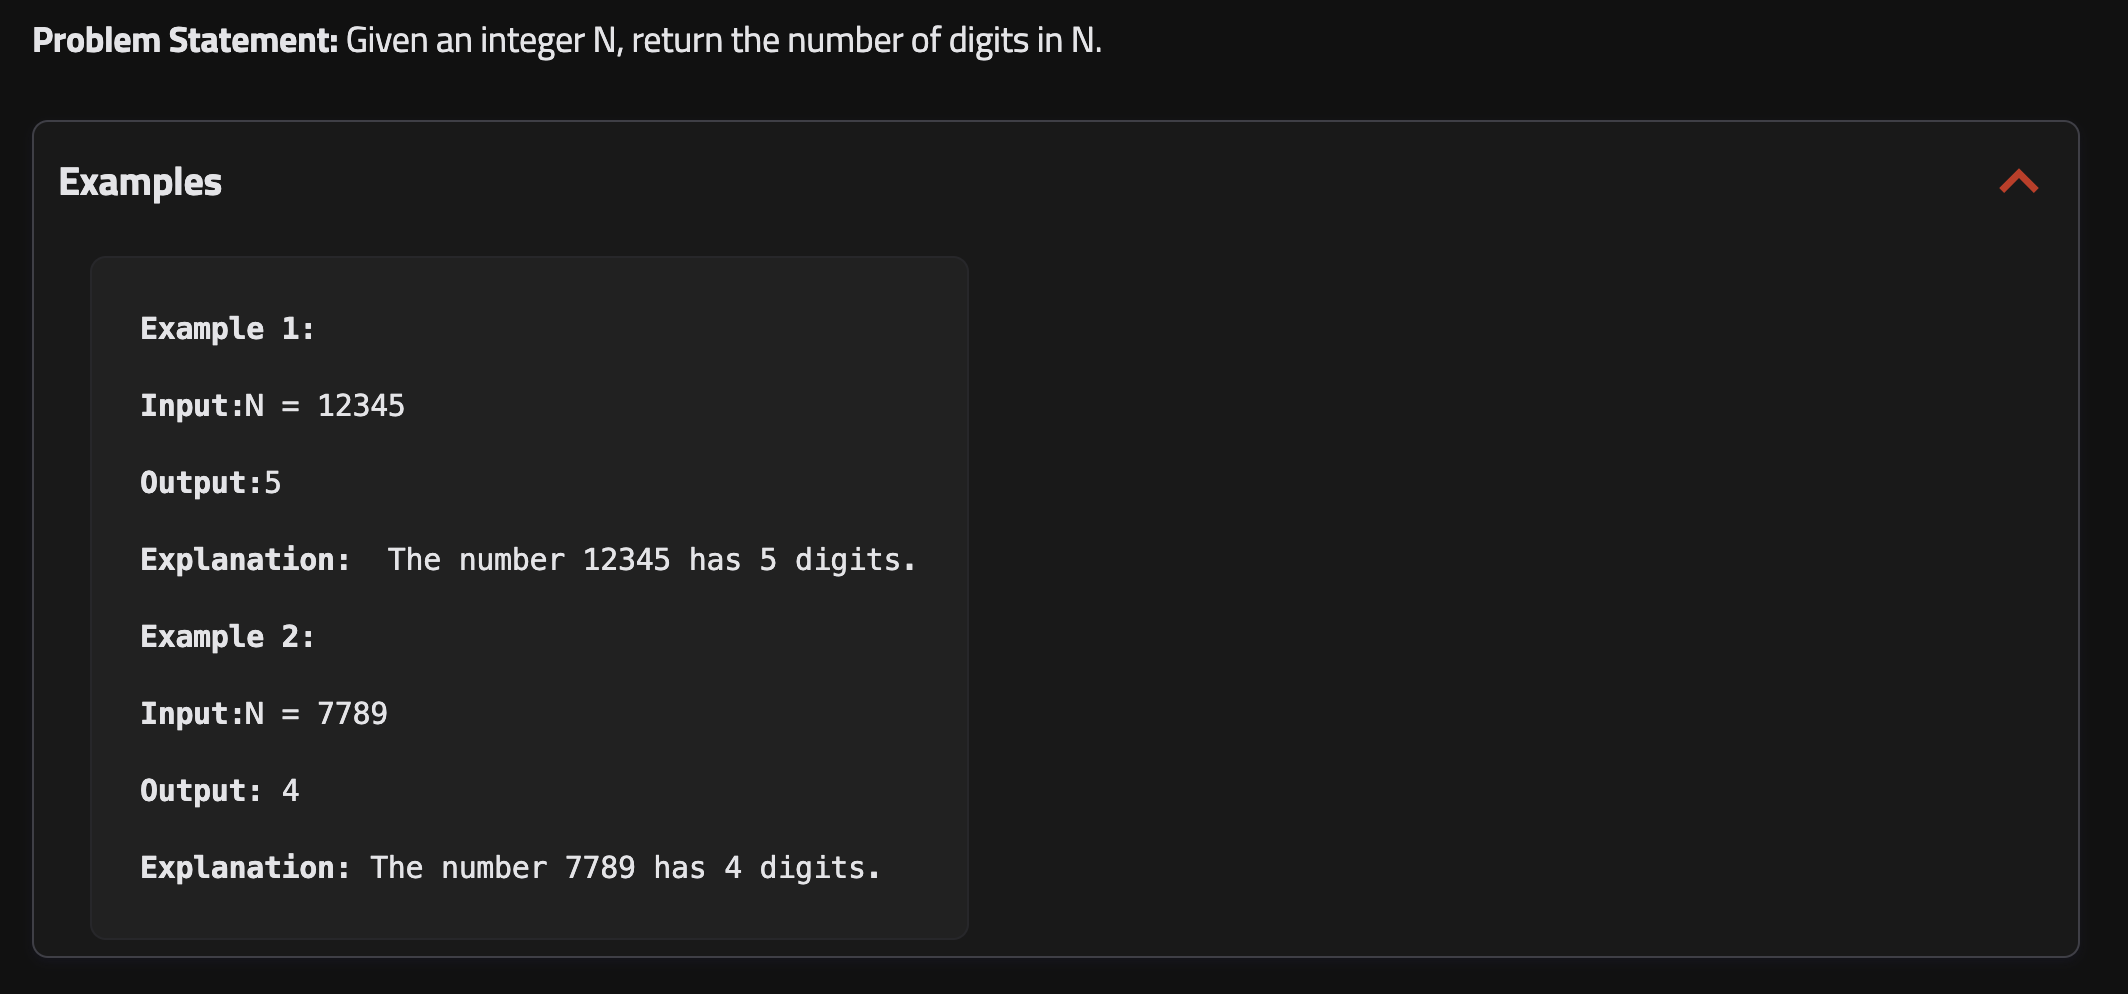 Problem Statement: Given an integer N, return the number of digits in N.
Examples
Example 1:
Input:N = 12345
Output:5
Explanation:  The number 12345 has 5 digits.
Example 2:
Input:N = 7789
Output: 4
Explanation: The number 7789 has 4 digits.